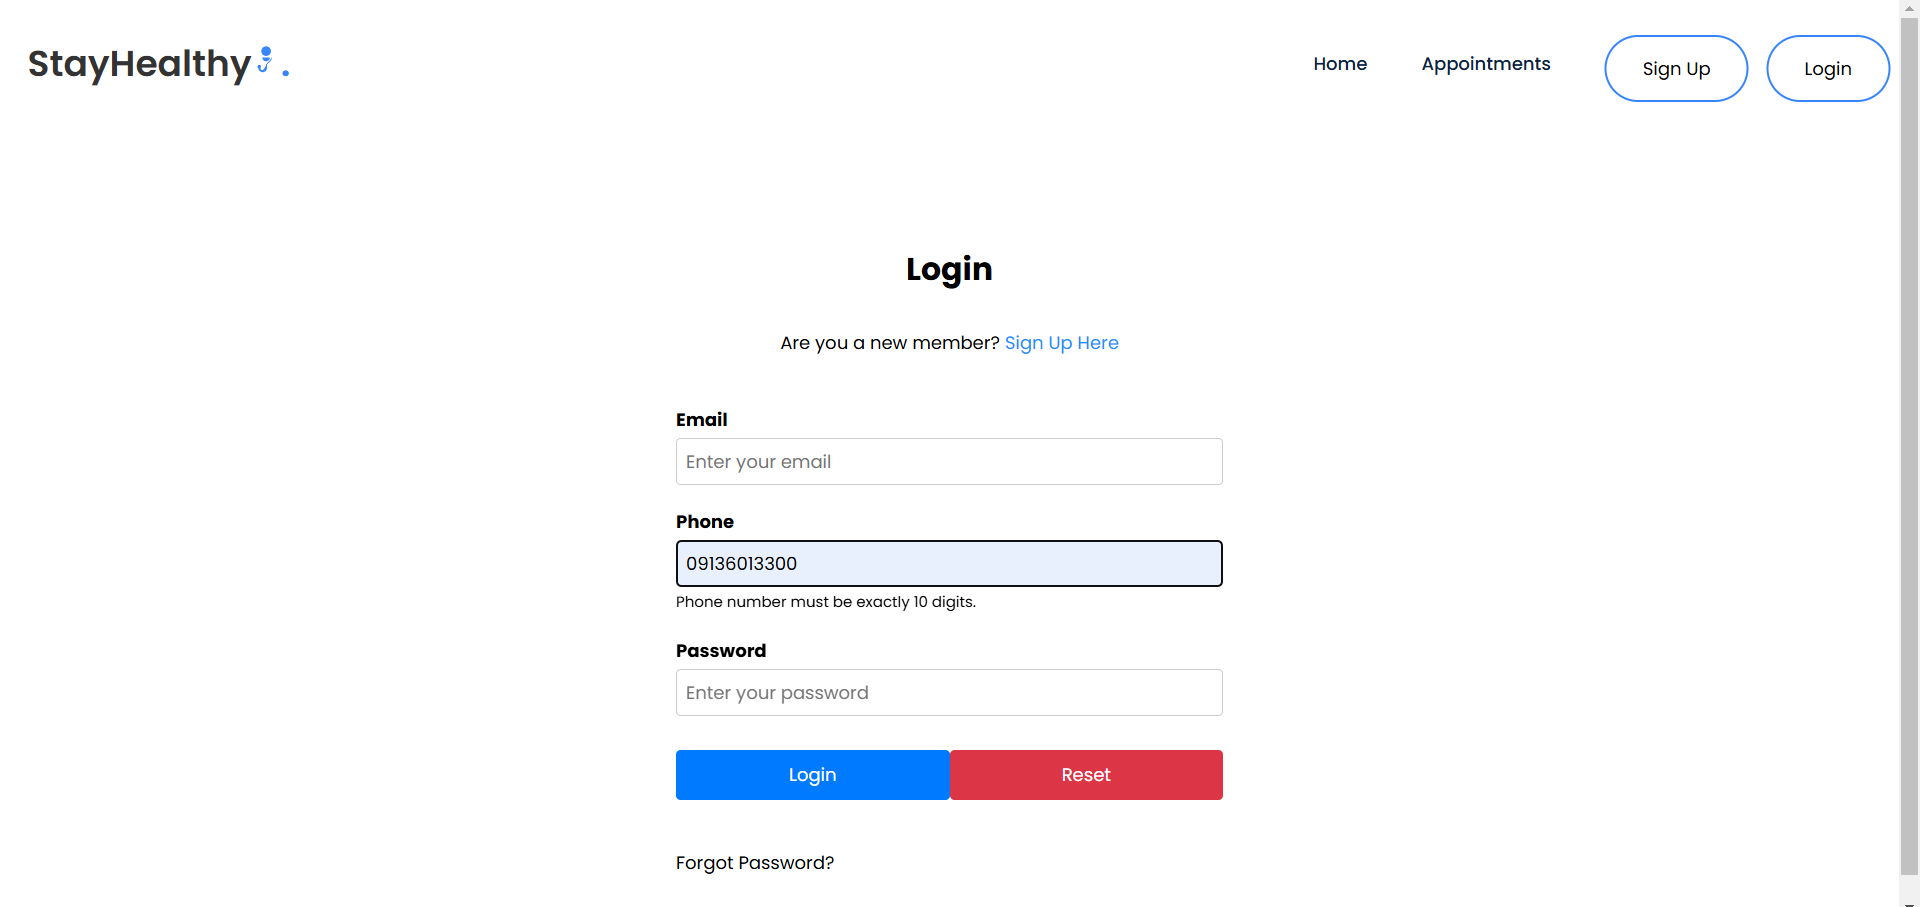 StayHealthy.
Home
Appointments
Sign Up
Login
Login
Are you a new member? Sign Up Here
Email
Enter your email
Phone
09136013300
Phone number must be exactly 10 digits.
Password
Enter your password
Login
Reset
Forgot Password?